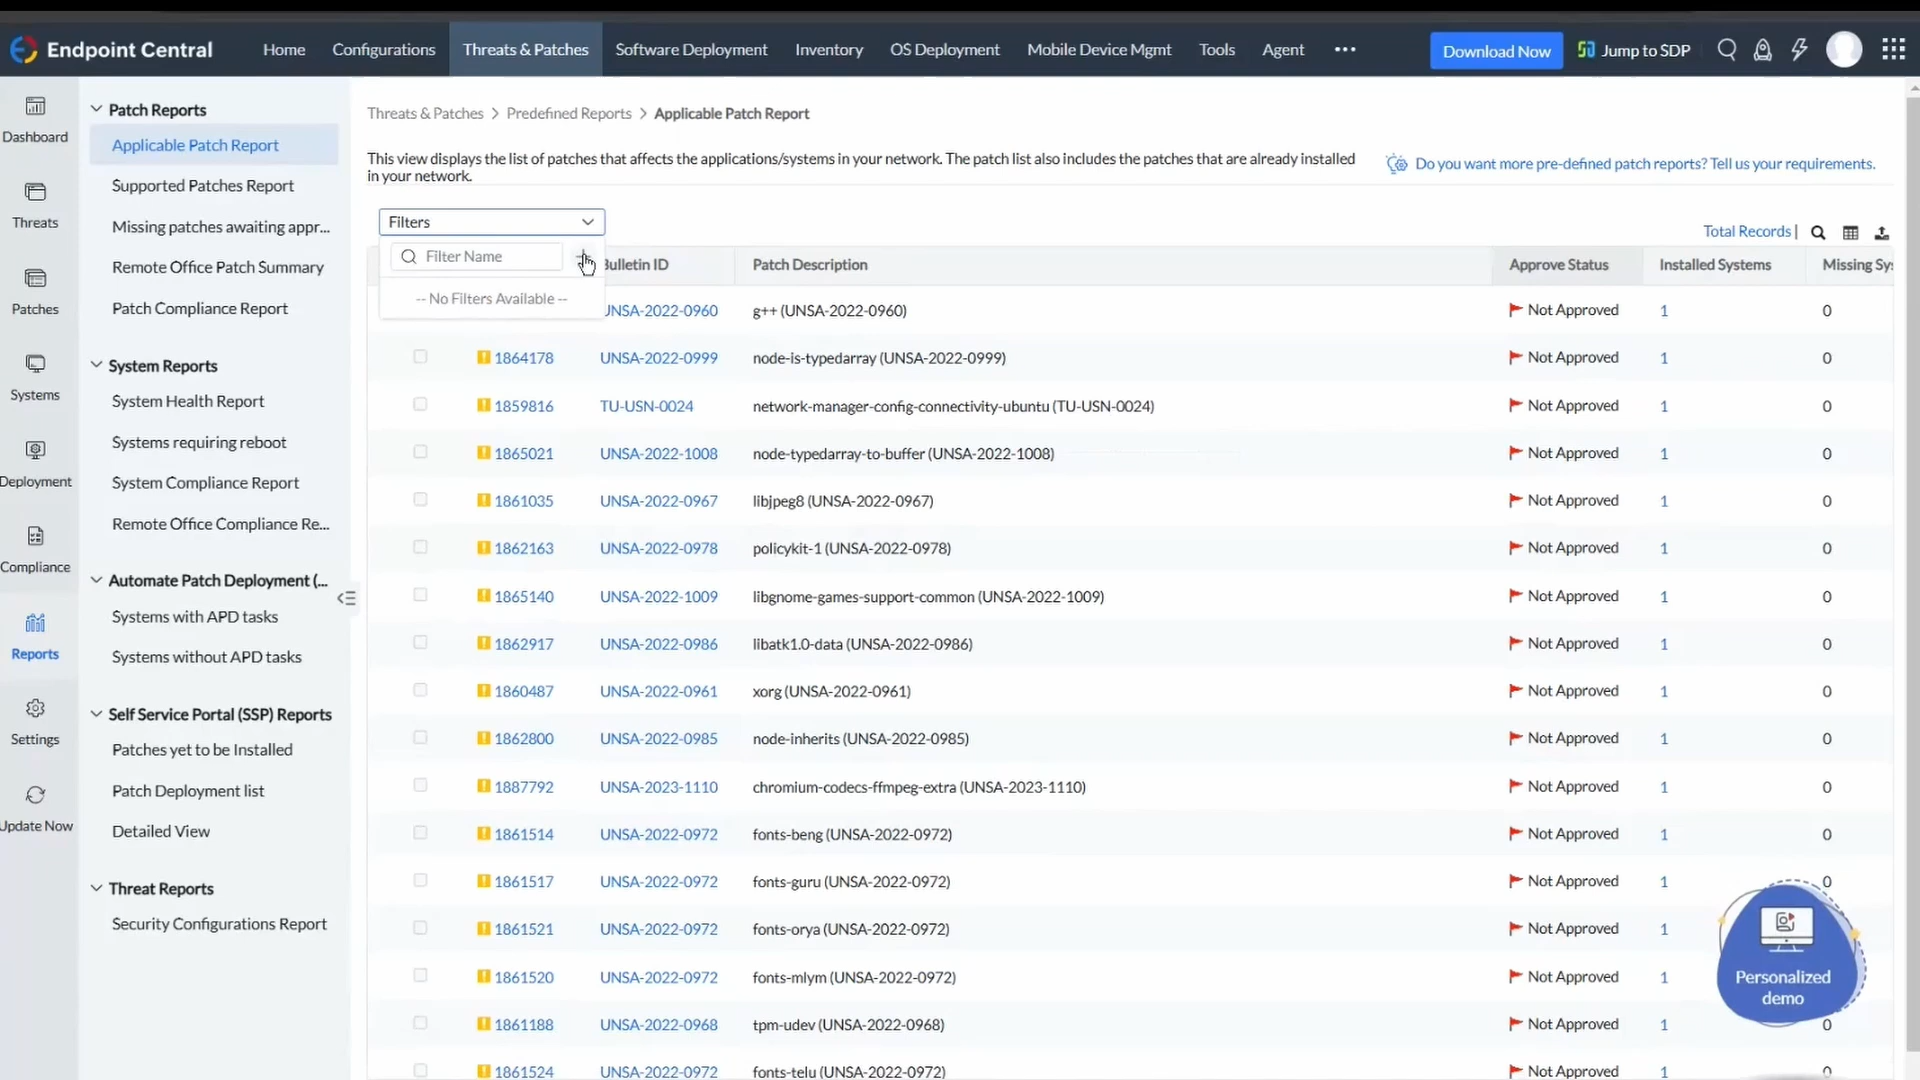 Endpoint Central
Home
Configurations
Threats & Patches
Software Deployment
Inventory
OS Deployment
Mobile Device Mgmt
Tools
Agent
Download Now
Jump to SDP
Dashboard
Threats
Patches
Systems
Deployment
Compliance
Reports
Settings
Update Now
Patch Reports
Applicable Patch Report
Supported Patches Report
Missing patches awaiting appr...
Remote Office Patch Summary
Patch Compliance Report
System Reports
System Health Report
Systems requiring reboot
System Compliance Report
Remote Office Compliance Re...
Automate Patch Deployment (...
Systems with APD tasks
Systems without APD tasks
Self Service Portal (SSP) Reports
Patches yet to be Installed
Patch Deployment list
Detailed View
Threat Reports
Security Configurations Report
Threats & Patches > Predefined Reports > Applicable Patch Report
This view displays the list of patches that affects the applications/systems in your network. The patch list also includes the patches that are already installed
in your network.
Do you want more pre-defined patch reports? Tell us your requirements.
Filters
Filter Name
-- No Filters Available --
Total Records |
Bulletin ID Patch Description Approve Status Installed Systems Missing Sys
UNSA-2022-0960 g++ (UNSA-2022-0960) Not Approved 1 0
1864178 UNSA-2022-0999 node-is-typedarray (UNSA-2022-0999) Not Approved 1 0
1859816 TU-USN-0024 network-manager-config-connectivity-ubuntu (TU-USN-0024) Not Approved 1 0
1865021 UNSA-2022-1008 node-typedarray-to-buffer (UNSA-2022-1008) Not Approved 1 0
1861035 UNSA-2022-0967 libjpeg8 (UNSA-2022-0967) Not Approved 1 0
1862163 UNSA-2022-0978 policykit-1 (UNSA-2022-0978) Not Approved 1 0
1865140 UNSA-2022-1009 libgnome-games-support-common (UNSA-2022-1009) Not Approved 1 0
1862917 UNSA-2022-0986 libatk1.0-data (UNSA-2022-0986) Not Approved 1 0
1860487 UNSA-2022-0961 xorg (UNSA-2022-0961) Not Approved 1 0
1862800 UNSA-2022-0985 node-inherits (UNSA-2022-0985) Not Approved 1 0
1887792 UNSA-2023-1110 chromium-codecs-ffmpeg-extra (UNSA-2023-1110) Not Approved 1 0
1861514 UNSA-2022-0972 fonts-beng (UNSA-2022-0972) Not Approved 1 0
1861517 UNSA-2022-0972 fonts-guru (UNSA-2022-0972) Not Approved 1 0
1861521 UNSA-2022-0972 fonts-orya (UNSA-2022-0972) Not Approved 1
1861520 UNSA-2022-0972 fonts-mlym (UNSA-2022-0972) Not Approved 1
1861188 UNSA-2022-0968 tpm-udev (UNSA-2022-0968) Not Approved 1 0
1861524 UNSA-2022-0972 fonts-telu (UNSA-2022-0972) Not Approved 1 0
Personalized
demo